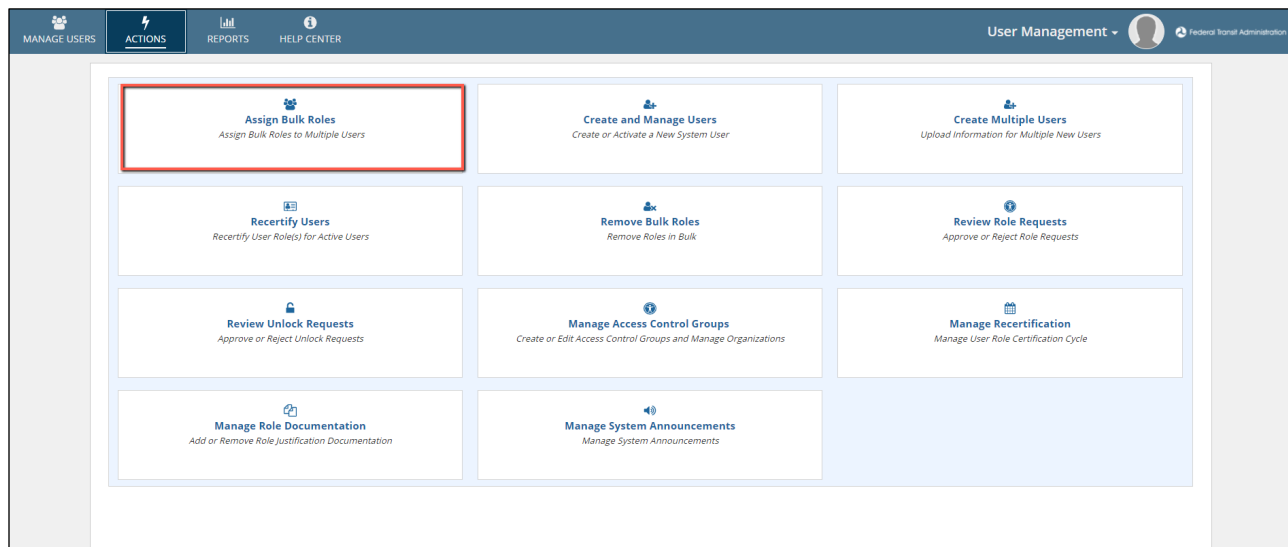 MANAGE USERS
ACTIONS
REPORTS
HELP CENTER
User Management
Federal Transit Administration
Assign Bulk Roles
Assign Bulk Roles to Multiple Users
Create and Manage Users
Create or Activate a New System User
Create Multiple Users
Upload Information for Multiple New Users
Recertify Users
Recertify User Role(s) for Active Users
Remove Bulk Roles
Remove Roles in Bulk
Review Role Requests
Approve or Reject Role Requests
Review Unlock Requests
Approve or Reject Unlock Requests
Manage Access Control Groups
Create or Edit Access Control Groups and Manage Organizations
Manage Recertification
Manage User Role Certification Cycle
Manage Role Documentation
Add or Remove Role Justification Documentation
Manage System Announcements
Manage System Announcements